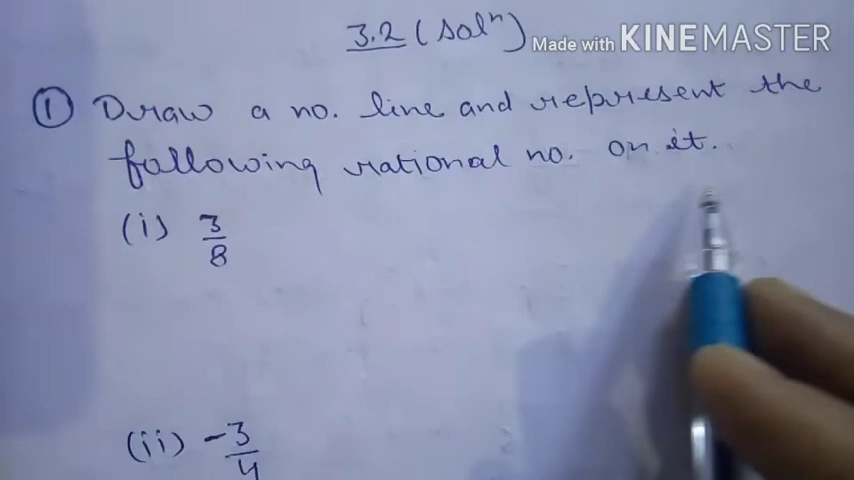 3.2 (Solⁿ)
Made with KINEMASTER
① Draw a no. line and represent the
following rational no. on it.
(i) 3/8
(ii) -3/4